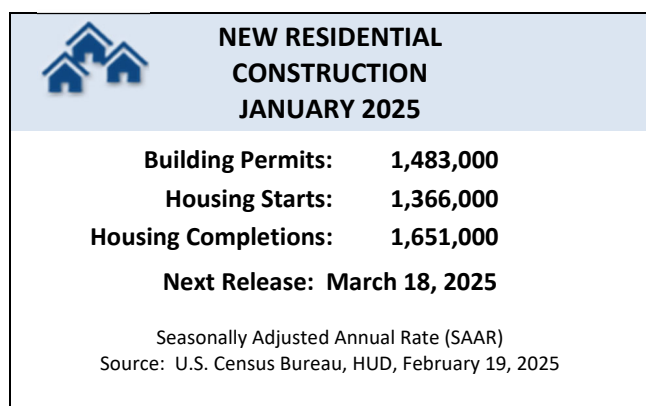 NEW RESIDENTIAL
CONSTRUCTION
JANUARY 2025
Building Permits: 1,483,000
Housing Starts: 1,366,000
Housing Completions: 1,651,000
Next Release: March 18, 2025
Seasonally Adjusted Annual Rate (SAAR)
Source: U.S. Census Bureau, HUD, February 19, 2025